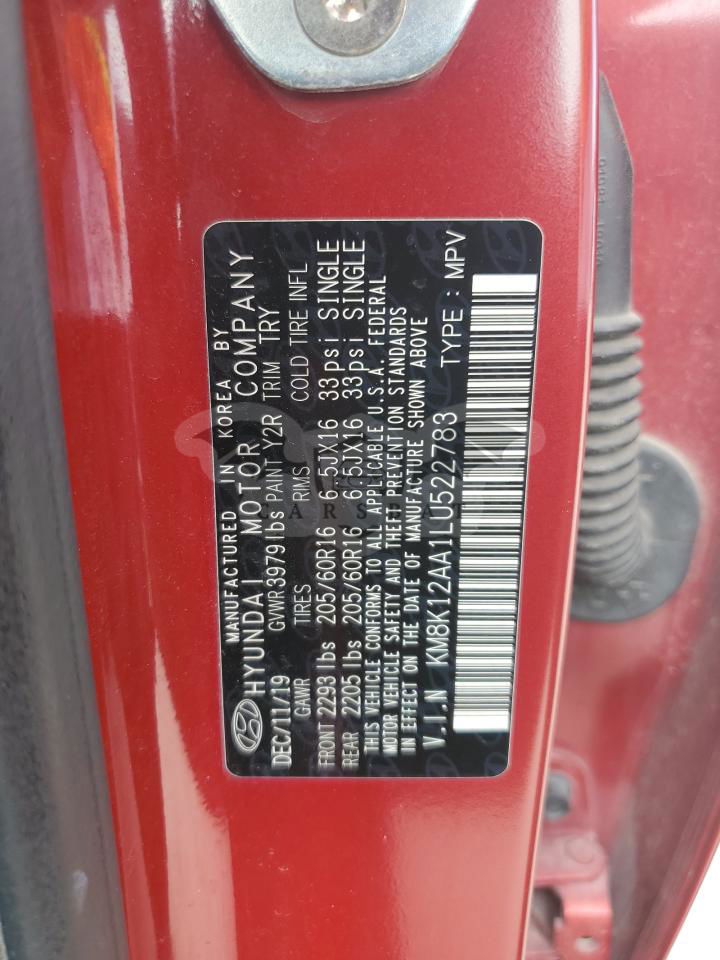 MANUFACTURED IN KOREA BY
HYUNDAI MOTOR COMPANY
DEC/11/19 GVWR 3979 lbs PAINT Y2R TRIM TRY
GAWR TIRES RIMS COLD TIRE INFL
FRONT 2293 lbs 205/60R16 6.5JX16 33psi SINGLE
REAR 2205 lbs 205/60R16 6.5JX16 33psi SINGLE
THIS VEHICLE CONFORMS TO ALL APPLICABLE U.S.A. FEDERAL
MOTOR VEHICLE SAFETY AND THEFT PREVENTION STANDARDS
IN EFFECT ON THE DATE OF MANUFACTURE SHOWN ABOVE
V.I.N KM8K12AA1LU522783 TYPE : MPV